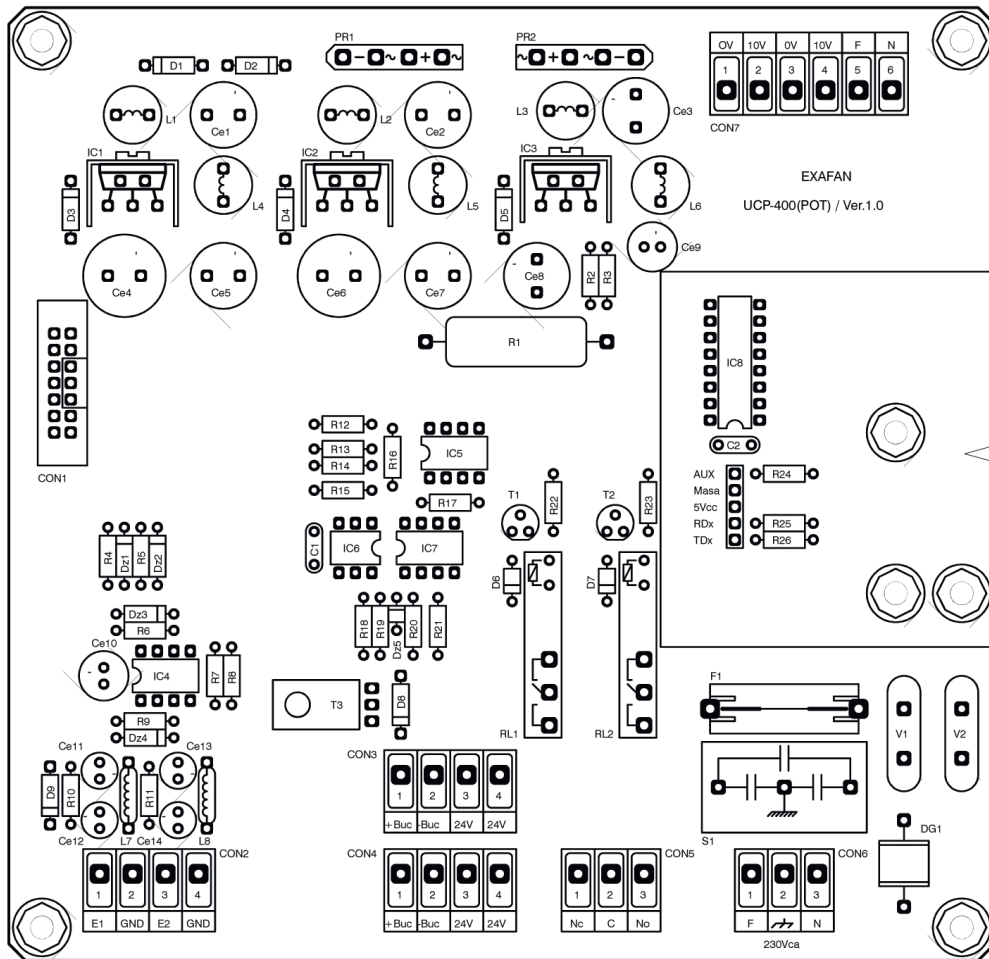 PR1 PR2
- ~ + ~ ~ + ~ -
D1 D2
0V 10V 0V 10V F N
1 2 3 4 5 6
CON7
L1 Ce1 L2 Ce2 L3 Ce3
IC1 IC2 IC3
EXAFAN
UCP-400(POT) / Ver.1.0
D3 L4 D4 L5 D5 L6
Ce4 Ce5 Ce6 Ce7 Ce8 R2 R3 Ce9
R1
IC8
C2
CON1
R12
R13
R14
R15
R16 IC5
R17
T1 R22 T2 R23
AUX R24
Masa
5Vcc
RDx R25
TDx R26
R4 Dz1 R5 Dz2
C1 IC6 IC7
D6 D7
Dz3
R6
R18 R19 Dz5 R20 R21
Ce10 IC4 R7 R8
T3 D8
R9
Dz4
RL1 RL2
F1
V1 V2
Ce11 Ce13
D9 R10 R11
Ce12 L7 Ce14 L8
CON3
1 2 3 4
+Buc -Buc 24V 24V
S1
DG1
CON2
1 2 3 4
E1 GND E2 GND
CON4
1 2 3 4
+Buc -Buc 24V 24V
CON5
1 2 3
Nc C No
CON6
1 2 3
F N
230Vca